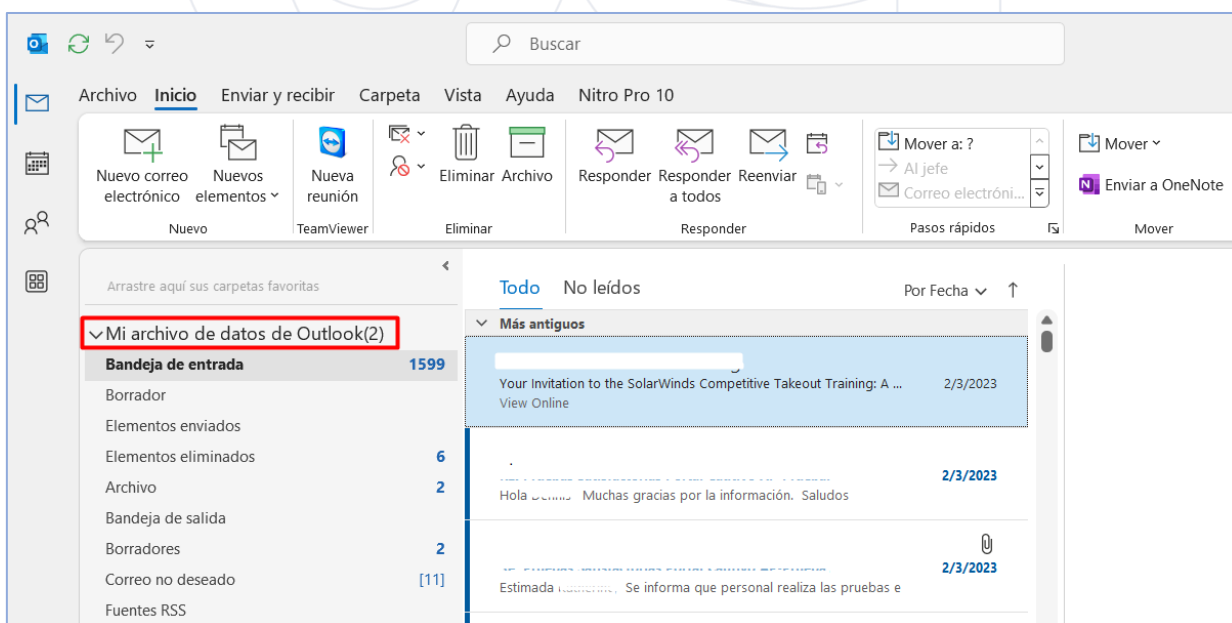 Buscar
Archivo Inicio Enviar y recibir Carpeta Vista Ayuda Nitro Pro 10
Nuevo correo electrónico
Nuevos elementos
Nueva reunión
Eliminar Archivo
Responder Responder a todos Reenviar
Mover a: ?
Al jefe
Correo electróni...
Mover
N Enviar a OneNote
Nuevo TeamViewer Eliminar Responder Pasos rápidos Mover
Arrastre aquí sus carpetas favoritas
Mi archivo de datos de Outlook(2)
Bandeja de entrada 1599
Borrador
Elementos enviados
Elementos eliminados 6
Archivo 2
Bandeja de salida
Borradores 2
Correo no deseado [11]
Fuentes RSS
Todo No leídos Por Fecha
Más antiguos
Your Invitation to the SolarWinds Competitive Takeout Training: A ... 2/3/2023
View Online
2/3/2023
Hola Muchas gracias por la información. Saludos
2/3/2023
Estimada Se informa que personal realiza las pruebas e